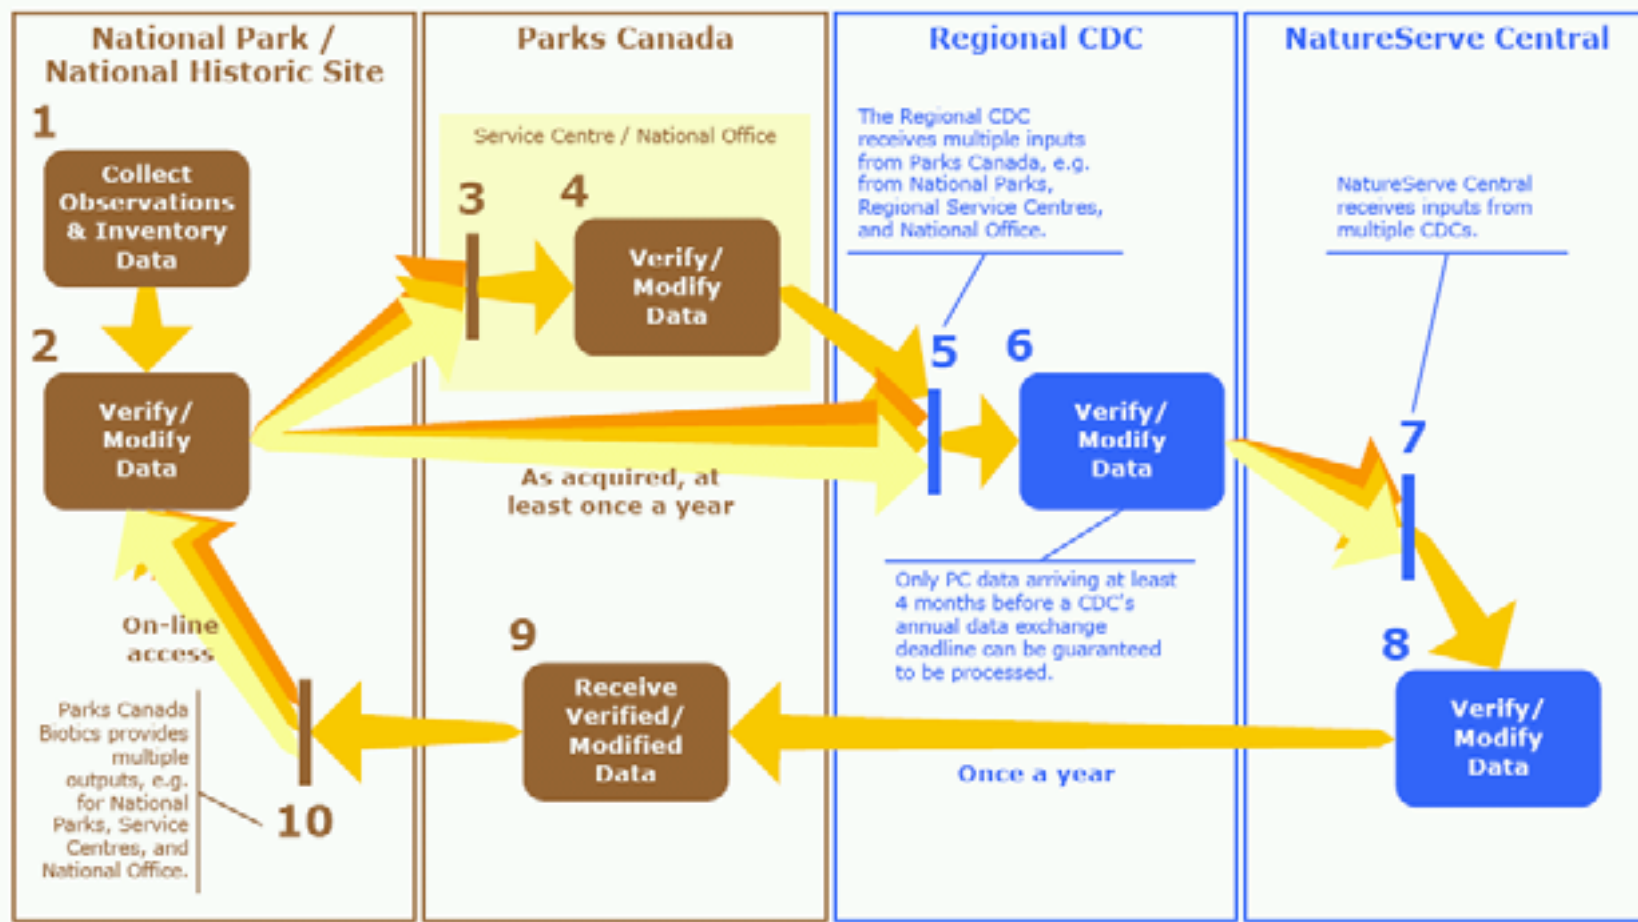 National Park /
National Historic Site
1
Collect
Observations
& Inventory
Data
2
Verify/
Modify
Data
On-line
access
Parks Canada
Biotics provides
multiple
outputs, e.g.
for National
Parks, Service
Centres, and
National Office.
10
Parks Canada
Service Centre / National Office
3
4
Verify/
Modify
Data
As acquired, at
least once a year
9
Receive
Verified/
Modified
Data
Regional CDC
The Regional CDC
receives multiple inputs
from Parks Canada, e.g.
from National Parks,
Regional Service Centres,
and National Office.
5
6
Verify/
Modify
Data
Only PC data arriving at least
4 months before a CDC's
annual data exchange
deadline can be guaranteed
to be processed.
Once a year
NatureServe Central
NatureServe Central
receives inputs from
multiple CDCs.
7
8
Verify/
Modify
Data